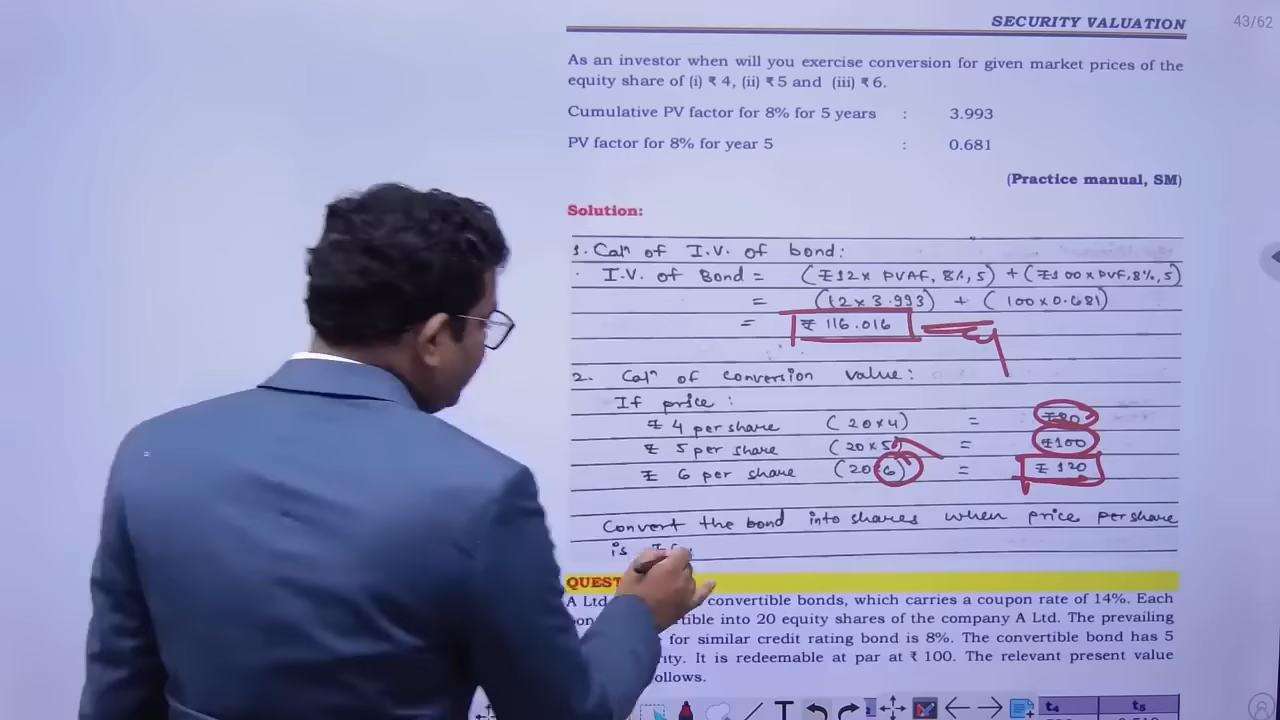 SECURITY VALUATION
43/62
As an investor when will you exercise conversion for given market prices of the
equity share of (i) ₹ 4, (ii) ₹ 5 and (iii) ₹ 6.
Cumulative PV factor for 8% for 5 years : 3.993
PV factor for 8% for year 5 : 0.681
(Practice manual, SM)
Solution:
1. Calⁿ of I.V. of bond:
I.V. of Bond = (₹12 x PVAF, 8%, 5) + (₹100 x PVF, 8%, 5)
= (12 x 3.993) + (100 x 0.681)
= ₹ 116.016
2. Calⁿ of conversion value:
If price:
₹ 4 per share (20 x 4) = ₹80
₹ 5 per share (20 x 5) = ₹100
₹ 6 per share (20 6) = ₹ 120
Convert the bond into shares when price per share
is
QUEST
A Ltd convertible bonds, which carries a coupon rate of 14%. Each
into 20 equity shares of the company A Ltd. The prevailing
for similar credit rating bond is 8%. The convertible bond has 5
It is redeemable at par at ₹ 100. The relevant present value
t₄ t₅